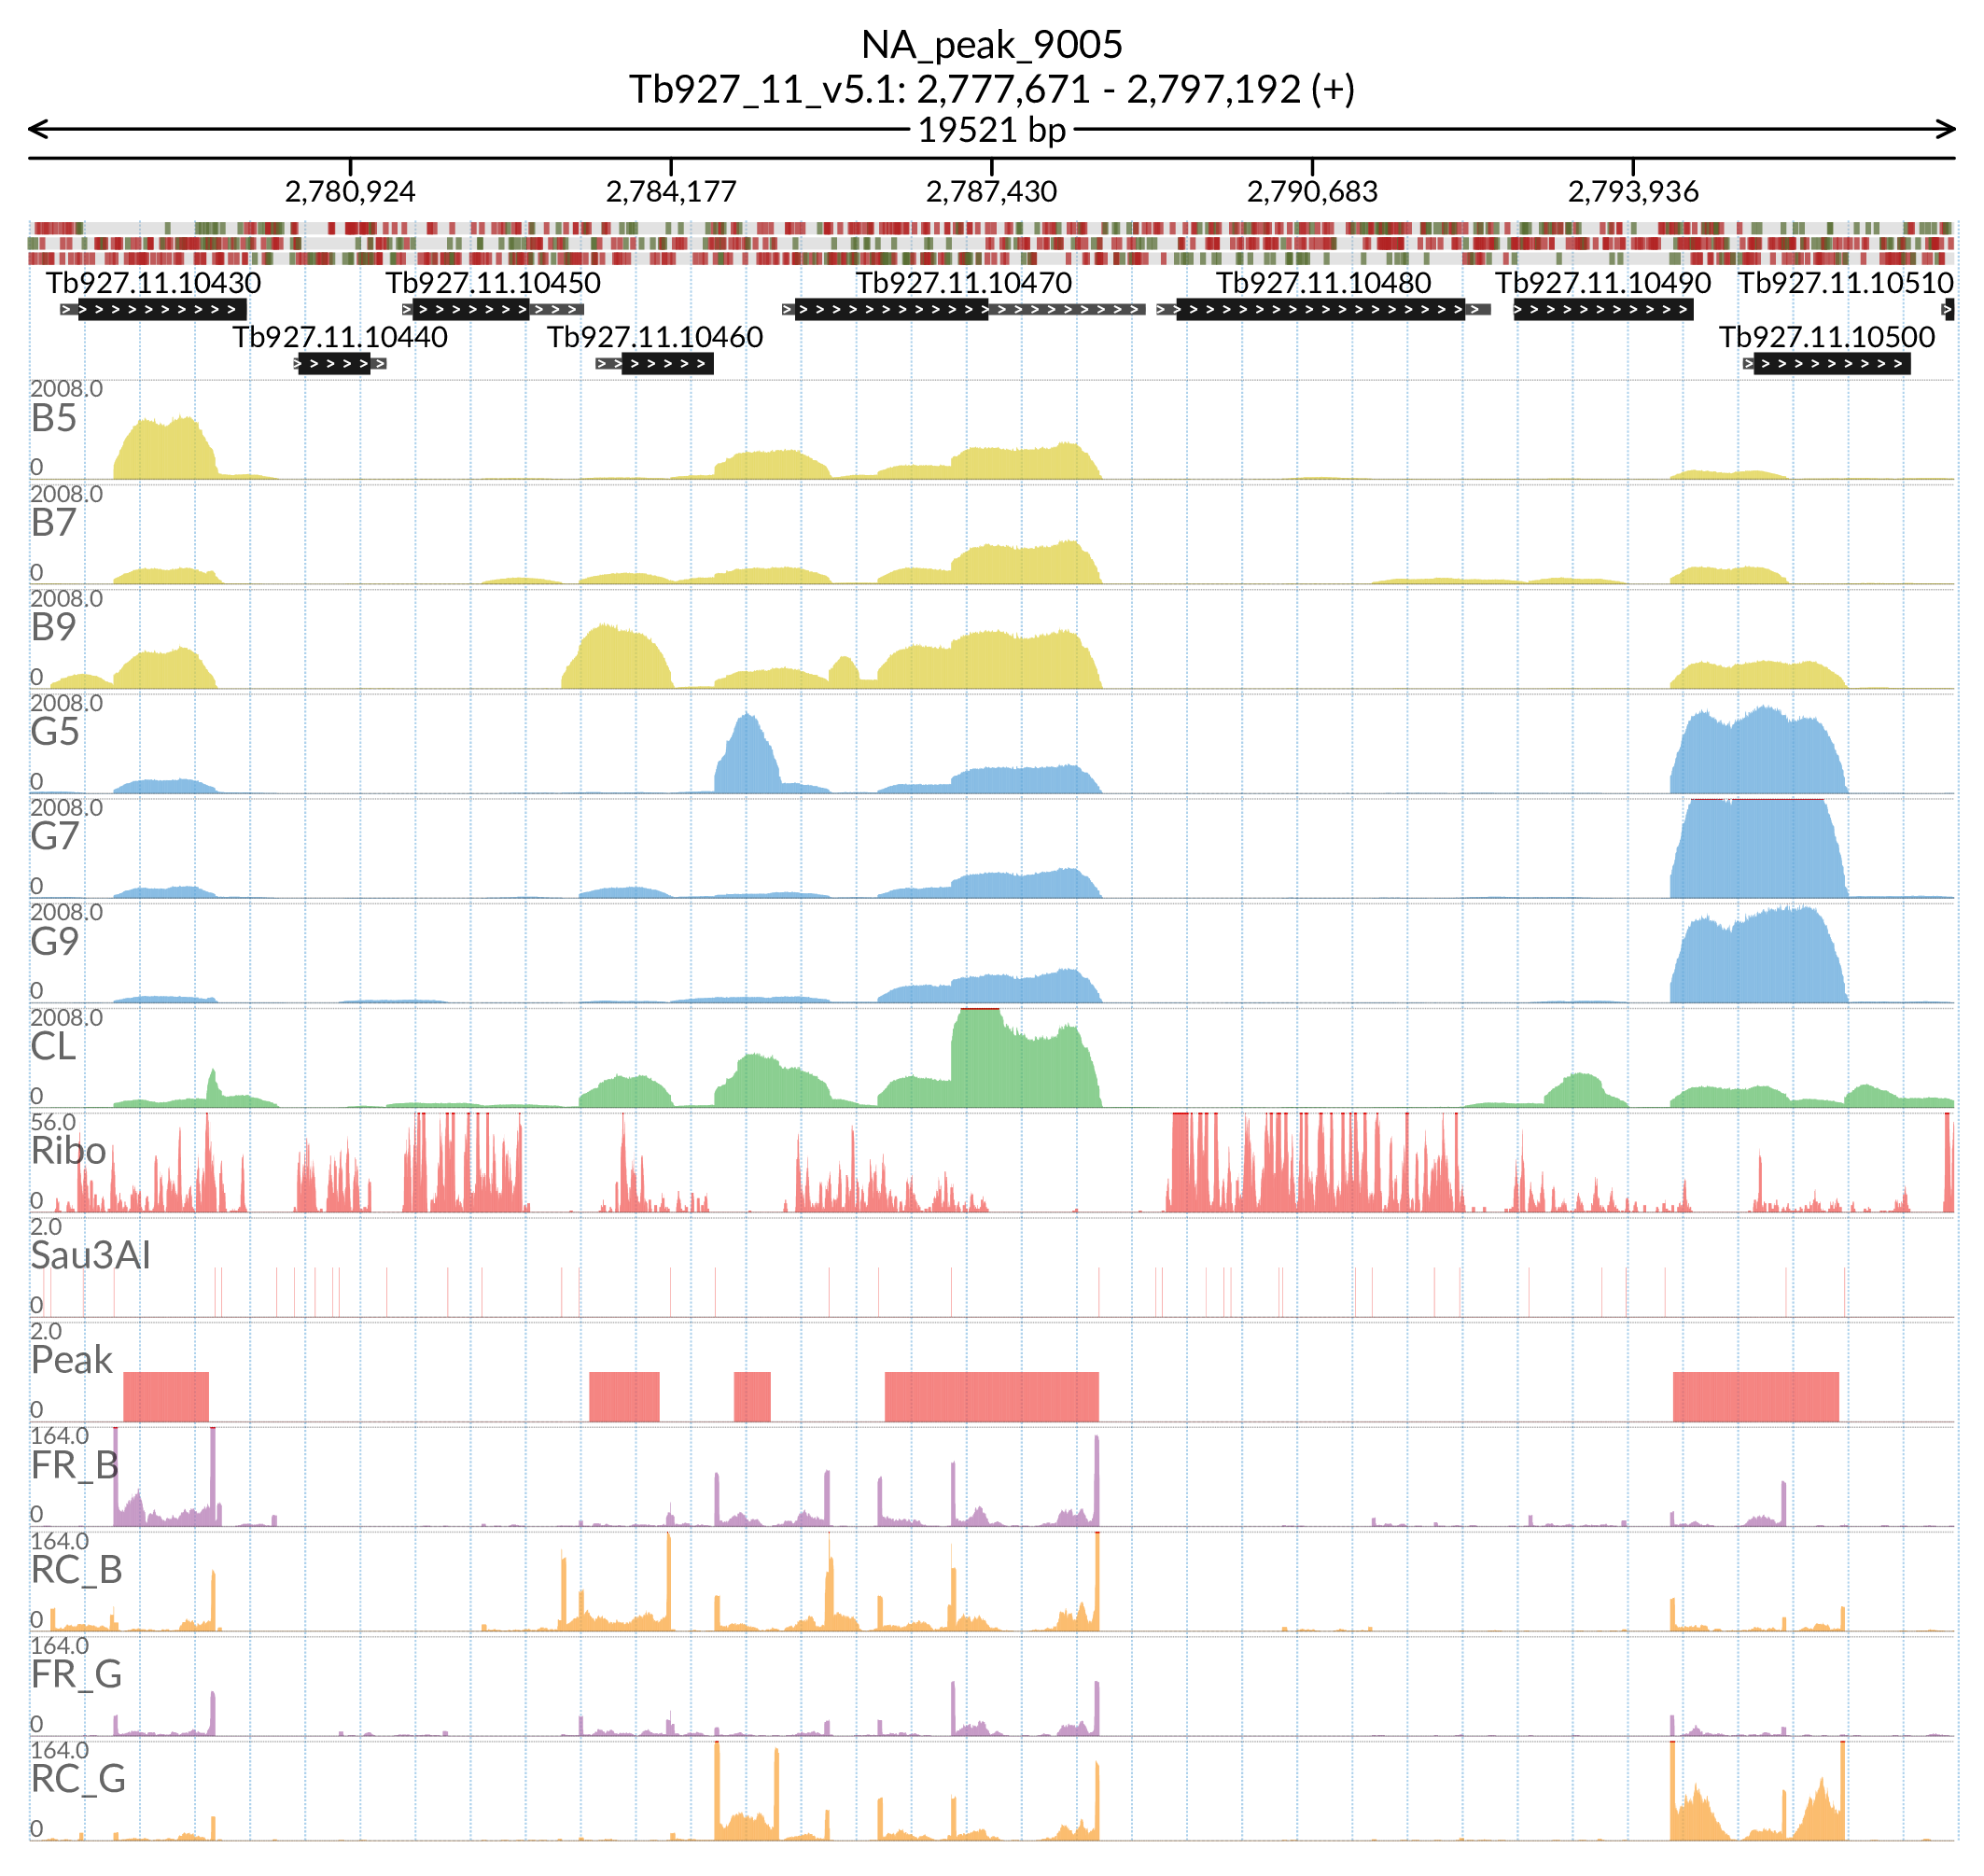 NA_peak_9005
Tb927_11_v5.1: 2,777,671 - 2,797,192 (+)
19521 bp
2,780,924 2,784,177 2,787,430 2,790,683 2,793,936
Tb927.11.10430 Tb927.11.10450 Tb927.11.10470 Tb927.11.10480 Tb927.11.10490 Tb927.11.10510
Tb927.11.10440 Tb927.11.10460 Tb927.11.10500
2008.0
B5
0
2008.0
B7
0
2008.0
B9
0
2008.0
G5
0
2008.0
G7
0
2008.0
G9
0
2008.0
CL
0
56.0
Ribo
0
2.0
Sau3AI
0
2.0
Peak
0
164.0
FR_B
0
164.0
RC_B
0
164.0
FR_G
0
164.0
RC_G
0